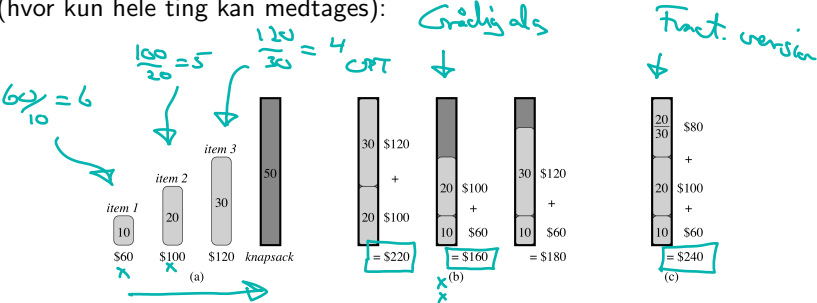 (hvor kun hele ting kan medtages):
Grådig alg
Fract. version
60/10 = 6
100/20 = 5
120/30 = 4
OPT
item 1
10
$60
x
item 2
20
$100
x
item 3
30
$120
50
knapsack
(a)
30 $120
+
20 $100
= $220
20 $100
+
10 $60
= $160
x
x
30 $120
+
10 $60
= $180
(b)
20/30 $80
+
20 $100
+
10 $60
= $240
(c)